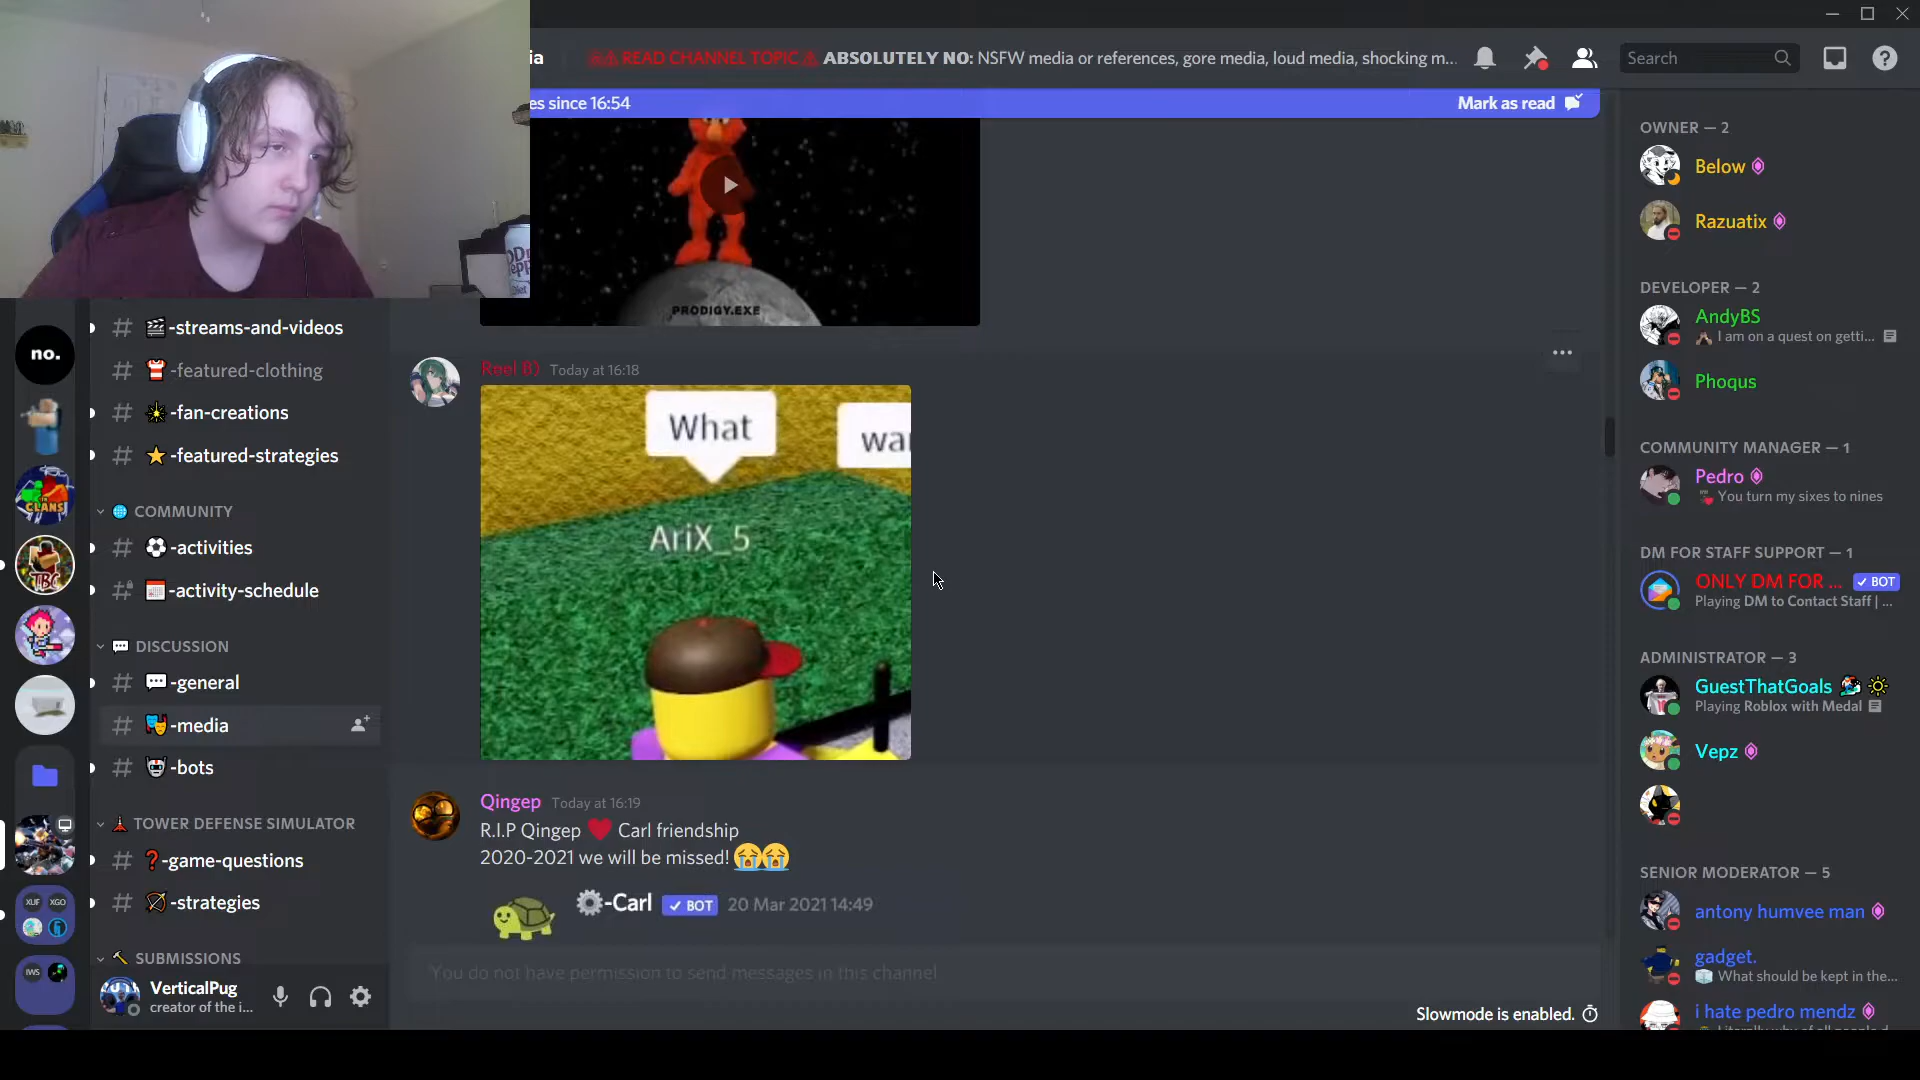 ia
⚠⚠ READ CHANNEL TOPIC ⚠ ABSOLUTELY NO: NSFW media or references, gore media, loud media, shocking m...
Search
es since 16:54
Mark as read
PRODIGY.EXE
no.
CLANS
TBC
XUF XGO
IWS
-streams-and-videos
-featured-clothing
-fan-creations
-featured-strategies
COMMUNITY
-activities
-activity-schedule
DISCUSSION
-general
-media
-bots
TOWER DEFENSE SIMULATOR
-game-questions
-strategies
SUBMISSIONS
VerticalPug
creator of the i...
Reel B) Today at 16:18
What
wa
AriX_5
Qingep Today at 16:19
R.I.P Qingep ❤ Carl friendship
2020-2021 we will be missed! 😭😭
-Carl ✓ BOT 20 Mar 2021 14:49
You do not have permission to send messages in this channel
Slowmode is enabled.
OWNER — 2
Below
Razuatix
DEVELOPER — 2
AndyBS
I am on a quest on getti...
Phoqus
COMMUNITY MANAGER — 1
Pedro
You turn my sixes to nines
DM FOR STAFF SUPPORT — 1
ONLY DM FOR ... ✓ BOT
Playing DM to Contact Staff | ...
ADMINISTRATOR — 3
GuestThatGoals
Playing Roblox with Medal
Vepz
SENIOR MODERATOR — 5
antony humvee man
gadget.
What should be kept in the...
i hate pedro mendz